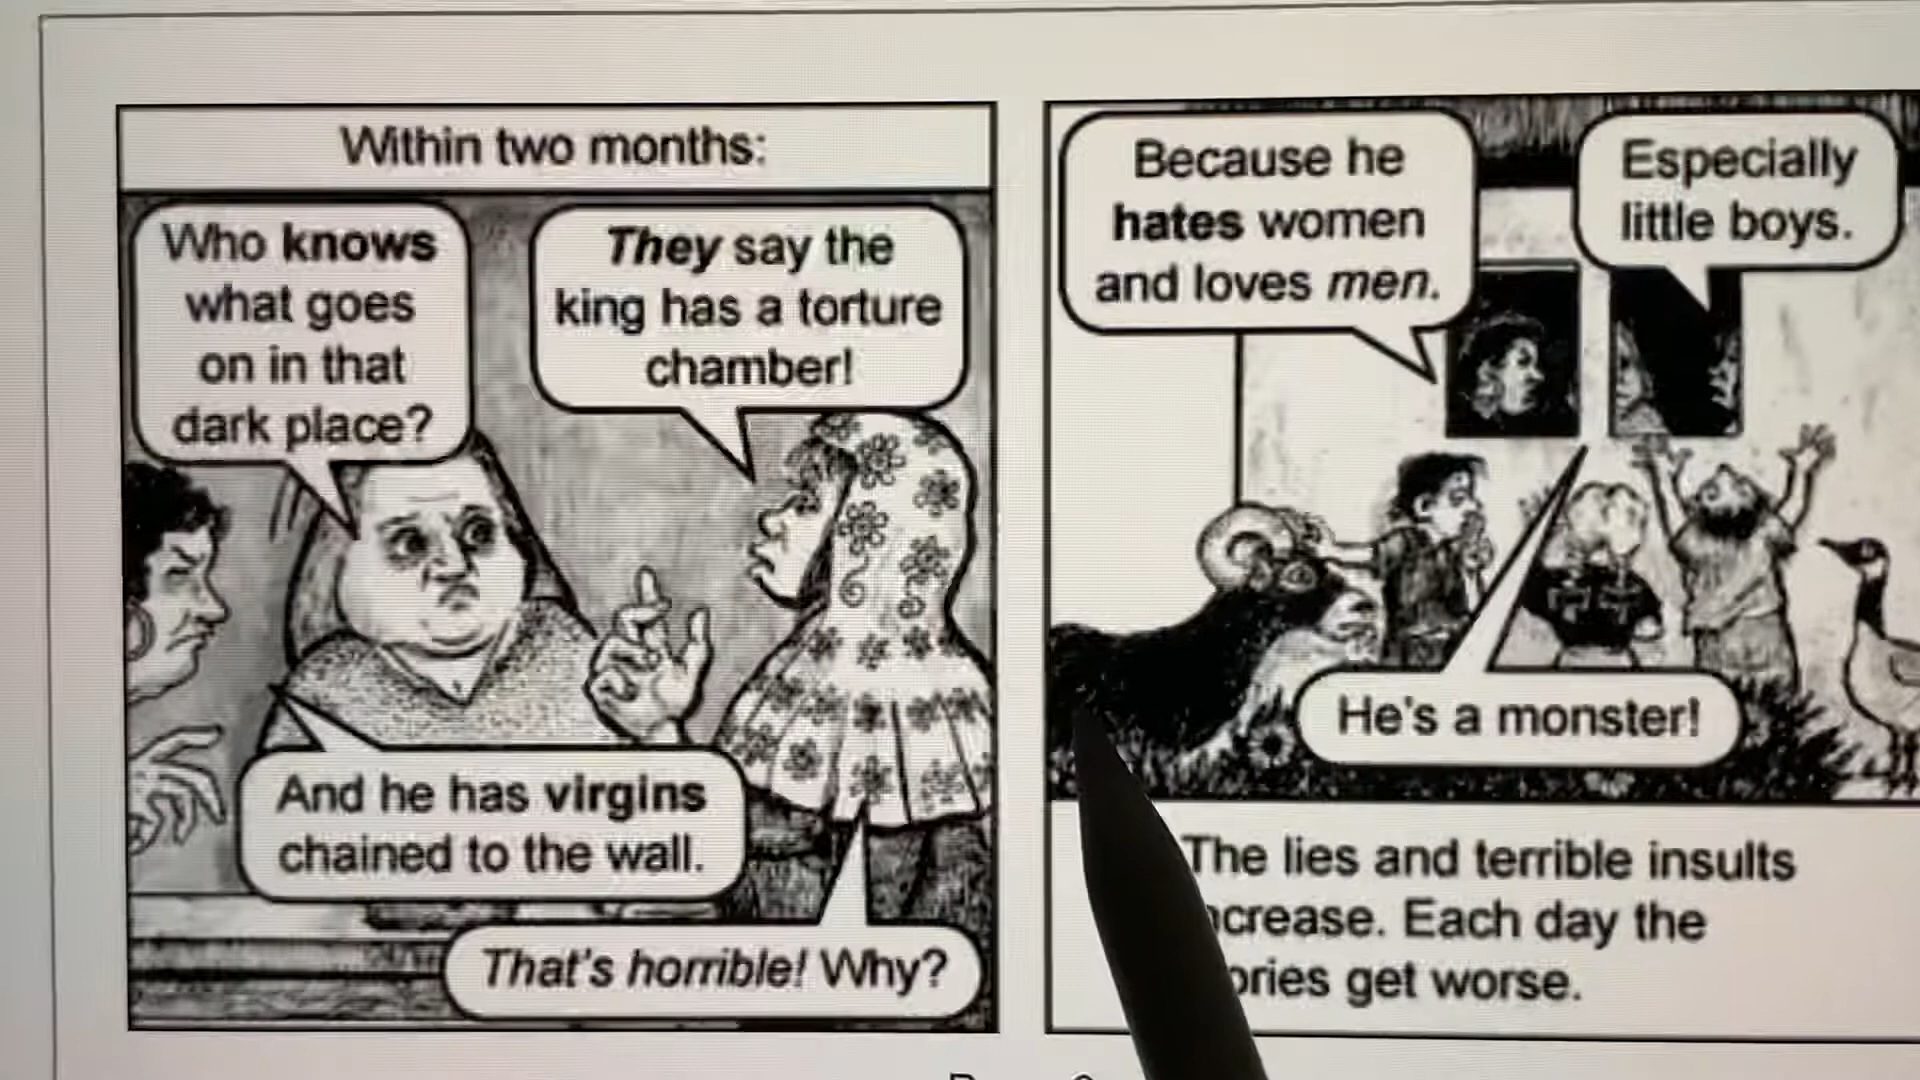 Within two months:
Who knows
what goes
on in that
dark place?
They say the
king has a torture
chamber!
And he has virgins
chained to the wall.
That's horrible! Why?
Because he
hates women
and loves men.
Especially
little boys.
He's a monster!
The lies and terrible insults
ncrease. Each day the
ories get worse.